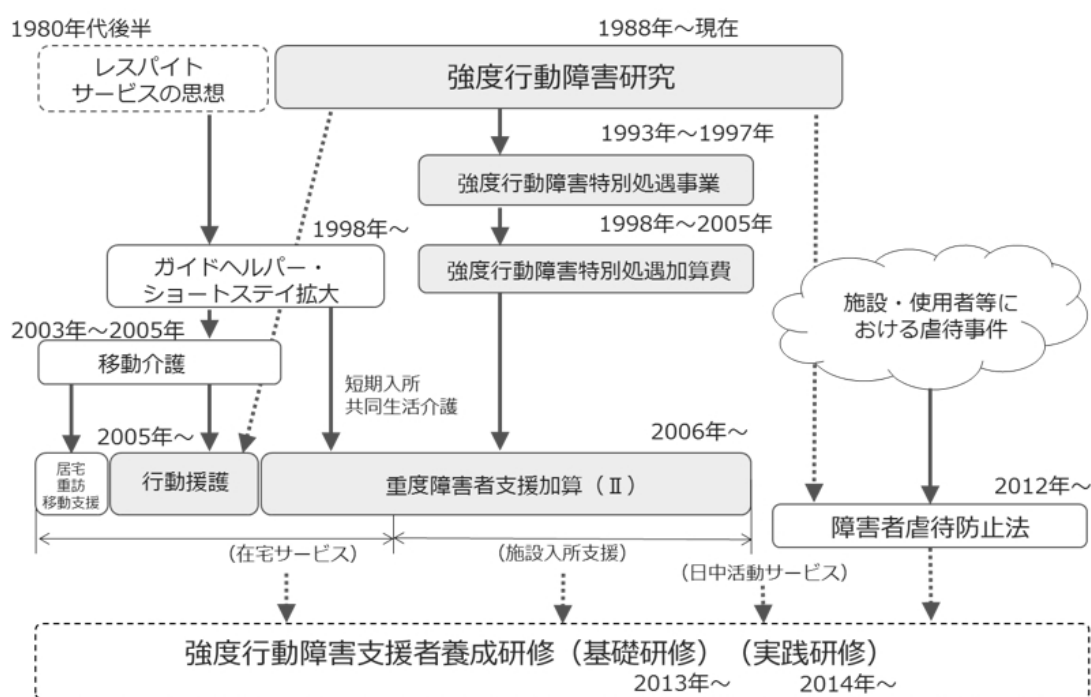 1980年代後半
レスパイト
サービスの思想
1988年～現在
強度行動障害研究
1993年～1997年
強度行動障害特別処遇事業
1998年～2005年
強度行動障害特別処遇加算費
1998年～
ガイドヘルパー・
ショートステイ拡大
2003年～2005年
移動介護
短期入所
共同生活介護
施設・使用者等に
おける虐待事件
2005年～
居宅
重訪
移動支援
行動援護
2006年～
重度障害者支援加算（Ⅱ）
2012年～
障害者虐待防止法
（在宅サービス）
（施設入所支援）
（日中活動サービス）
強度行動障害支援者養成研修（基礎研修）（実践研修）
2013年～
2014年～